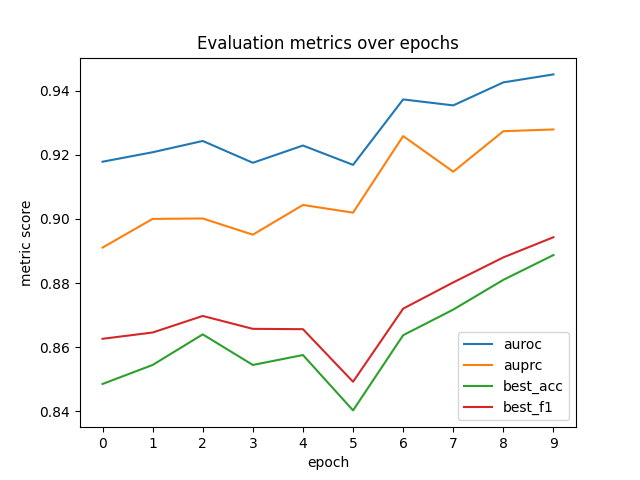 Evaluation metrics over epochs
metric score
0.94
0.92
0.90
0.88
0.86
0.84
auroc
auprc
best_acc
best_f1
0 1 2 3 4 5 6 7 8 9
epoch